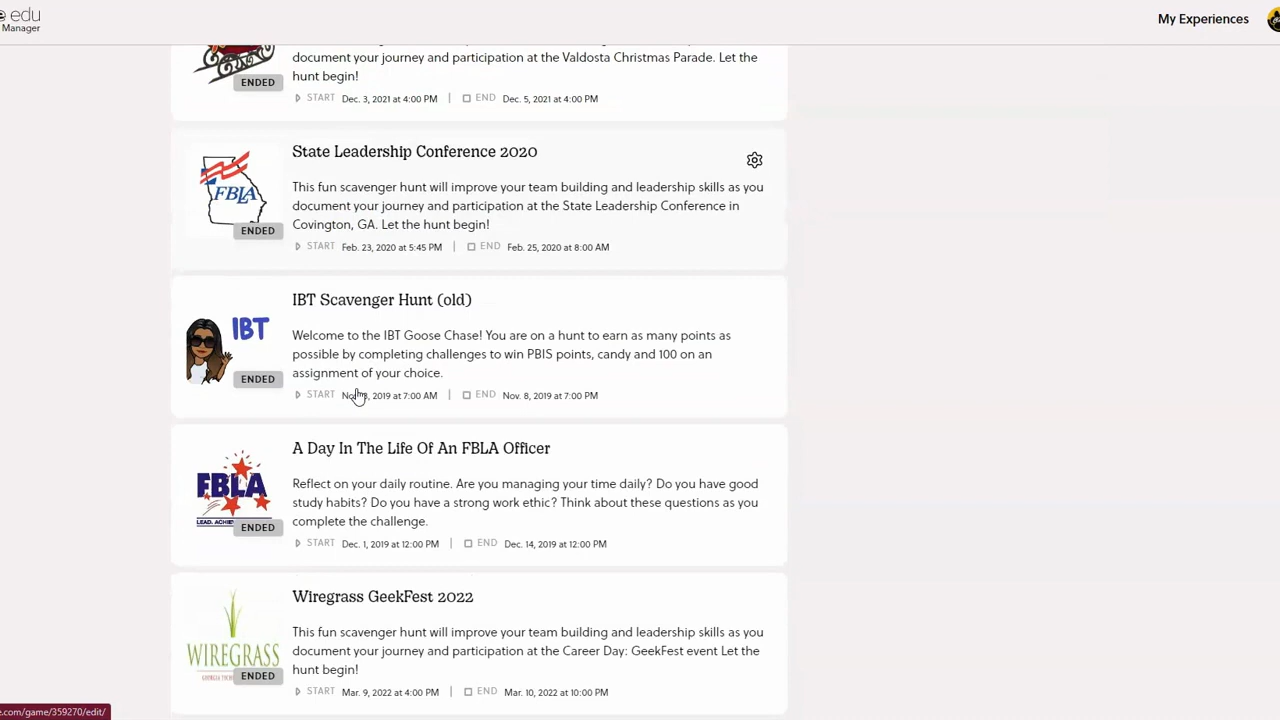 e edu
Manager
My Experiences
document your journey and participation at the Valdosta Christmas Parade. Let the
hunt begin!
ENDED
START Dec. 3, 2021 at 4:00 PM | END Dec. 5, 2021 at 4:00 PM
State Leadership Conference 2020
FBLA
This fun scavenger hunt will improve your team building and leadership skills as you
document your journey and participation at the State Leadership Conference in
Covington, GA. Let the hunt begin!
ENDED
START Feb. 23, 2020 at 5:45 PM | END Feb. 25, 2020 at 8:00 AM
IBT Scavenger Hunt (old)
IBT
Welcome to the IBT Goose Chase! You are on a hunt to earn as many points as
possible by completing challenges to win PBIS points, candy and 100 on an
assignment of your choice.
ENDED
START 2019 at 7:00 AM | END Nov. 8, 2019 at 7:00 PM
A Day In The Life Of An FBLA Officer
FBLA
Reflect on your daily routine. Are you managing your time daily? Do you have good
study habits? Do you have a strong work ethic? Think about these questions as you
complete the challenge.
LEAD.
ENDED
START Dec. 1, 2019 at 12:00 PM | END Dec. 14, 2019 at 12:00 PM
Wiregrass GeekFest 2022
This fun scavenger hunt will improve your team building and leadership skills as you
WIREGRASS
document your journey and participation at the Career Day: GeekFest event Let the
hunt begin!
GEORGIA
ENDED
START Mar. 9, 2022 at 4:00 PM | END Mar. 10, 2022 at 10:00 PM
e.com/game/359270/edit/